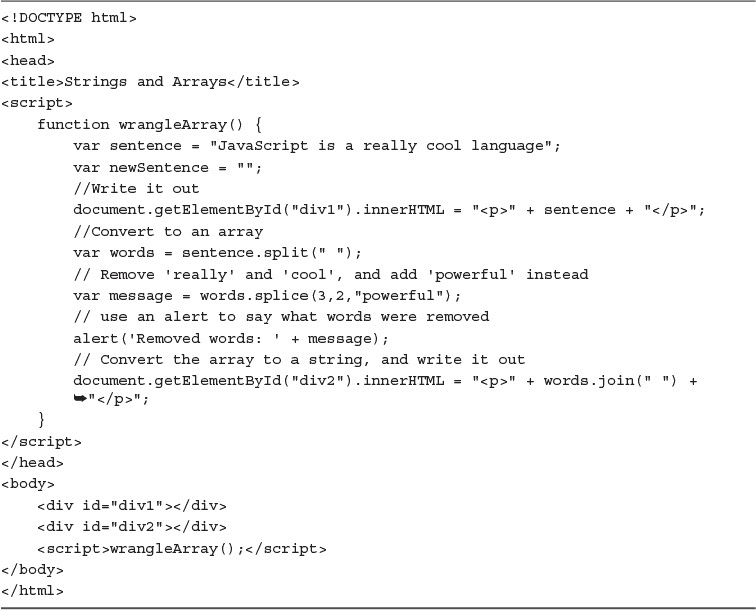 <!DOCTYPE html>
<html>
<head>
<title>Strings and Arrays</title>
<script>
    function wrangleArray() {
        var sentence = "JavaScript is a really cool language";
        var newSentence = "";
        //Write it out
        document.getElementById("div1").innerHTML = "<p>" + sentence + "</p>";
        //Convert to an array
        var words = sentence.split(" ");
        // Remove 'really' and 'cool', and add 'powerful' instead
        var message = words.splice(3,2,"powerful");
        // use an alert to say what words were removed
        alert('Removed words: ' + message);
        // Convert the array to a string, and write it out
        document.getElementById("div2").innerHTML = "<p>" + words.join(" ") +
        ➥"</p>";
    }
</script>
</head>
<body>
    <div id="div1"></div>
    <div id="div2"></div>
    <script>wrangleArray();</script>
</body>
</html>